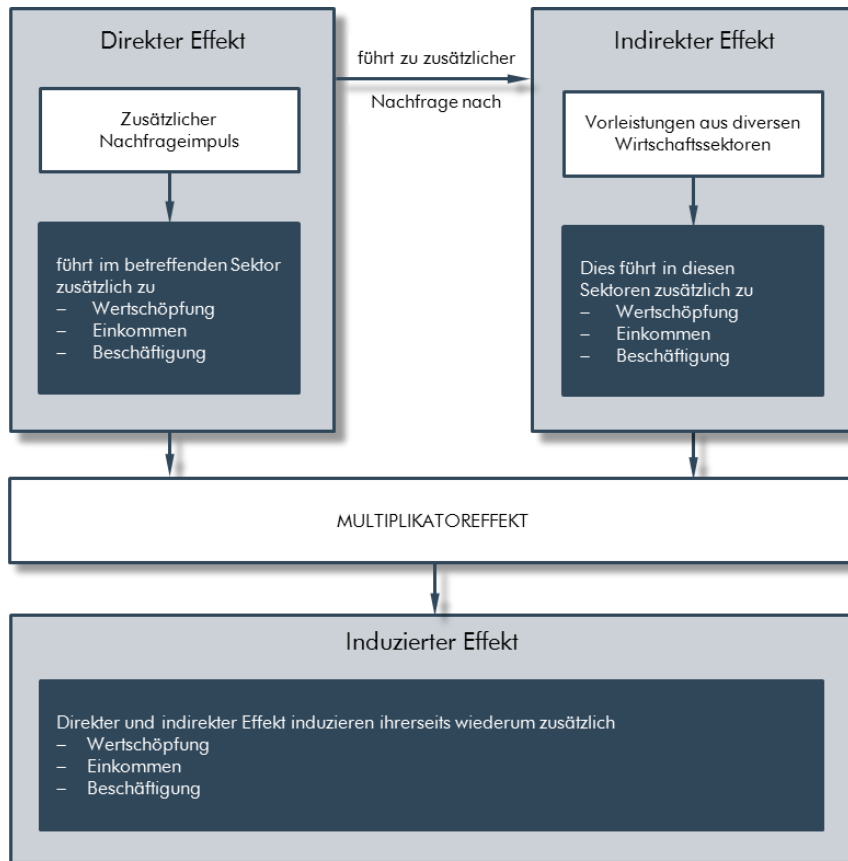 Direkter Effekt
Zusätzlicher
Nachfrageimpuls
führt im betreffenden Sektor
zusätzlich zu
– Wertschöpfung
– Einkommen
– Beschäftigung
führt zu zusätzlicher
Nachfrage nach
Indirekter Effekt
Vorleistungen aus diversen
Wirtschaftssektoren
Dies führt in diesen
Sektoren zusätzlich zu
– Wertschöpfung
– Einkommen
– Beschäftigung
MULTIPLIKATOREFFEKT
Induzierter Effekt
Direkter und indirekter Effekt induzieren ihrerseits wiederum zusätzlich
– Wertschöpfung
– Einkommen
– Beschäftigung